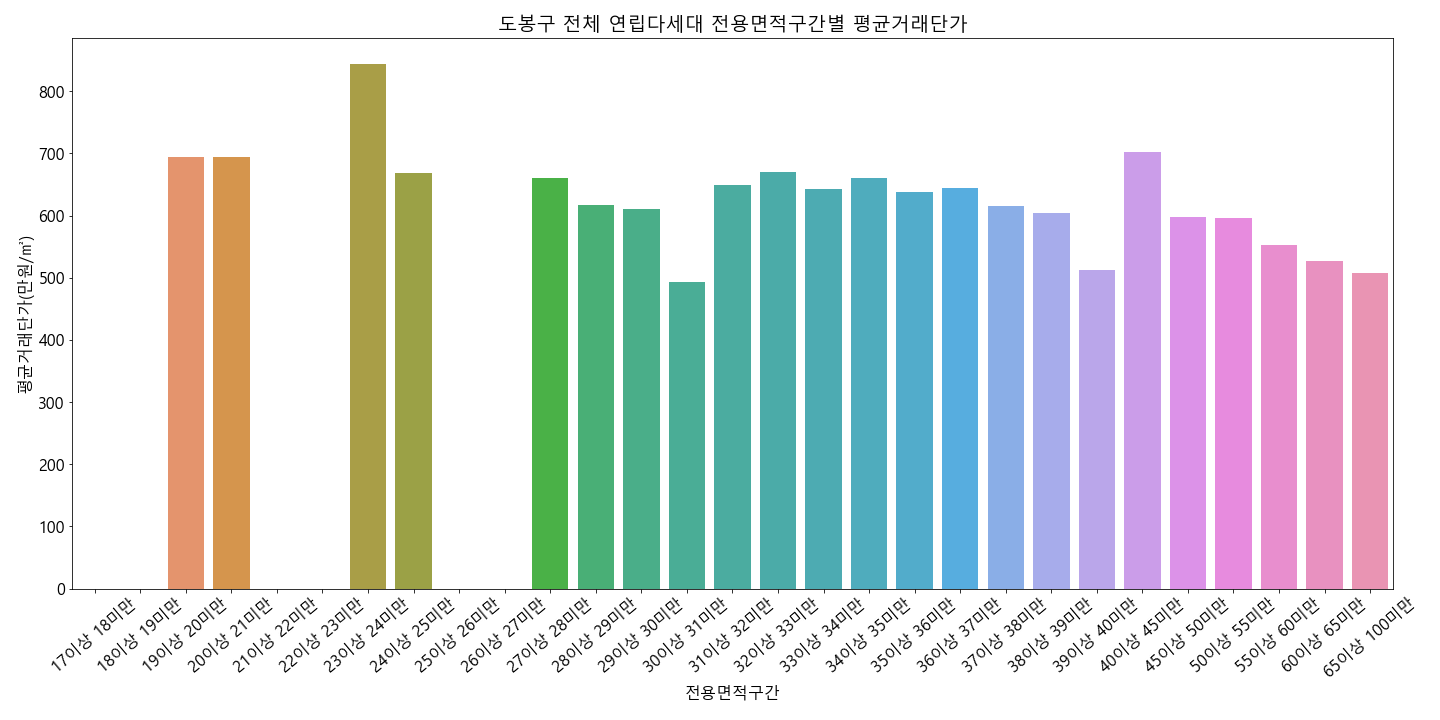 도봉구 전체 연립다세대 전용면적구간별 평균거래단가
평균거래단가(만원/㎡)
800
700
600
500
400
300
200
100
0
17이상 18미만
18이상 19미만
19이상 20미만
20이상 21미만
21이상 22미만
22이상 23미만
23이상 24미만
24이상 25미만
25이상 26미만
26이상 27미만
27이상 28미만
28이상 29미만
29이상 30미만
30이상 31미만
31이상 32미만
32이상 33미만
33이상 34미만
34이상 35미만
35이상 36미만
36이상 37미만
37이상 38미만
38이상 39미만
39이상 40미만
40이상 45미만
45이상 50미만
50이상 55미만
55이상 60미만
60이상 65미만
65이상 100미만
전용면적구간